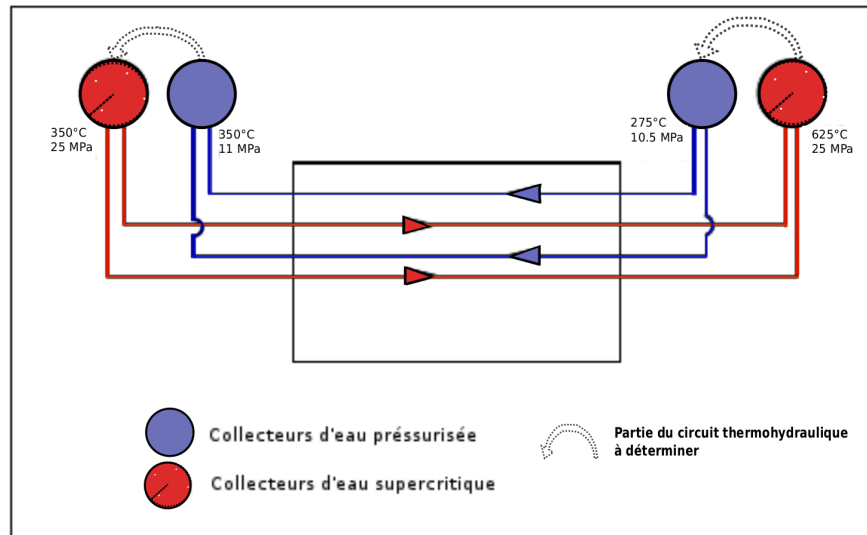 350°C
25 MPa
350°C
11 MPa
275°C
10.5 MPa
625°C
25 MPa
Collecteurs d'eau préssurisée
Collecteurs d'eau supercritique
Partie du circuit thermohydraulique
à déterminer